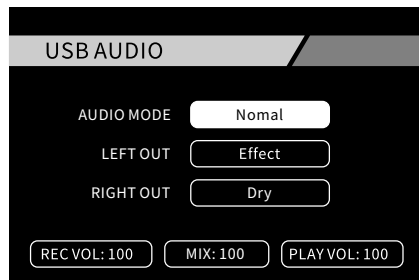 USB AUDIO
AUDIO MODE Nomal
LEFT OUT Effect
RIGHT OUT Dry
REC VOL: 100 MIX: 100 PLAY VOL: 100